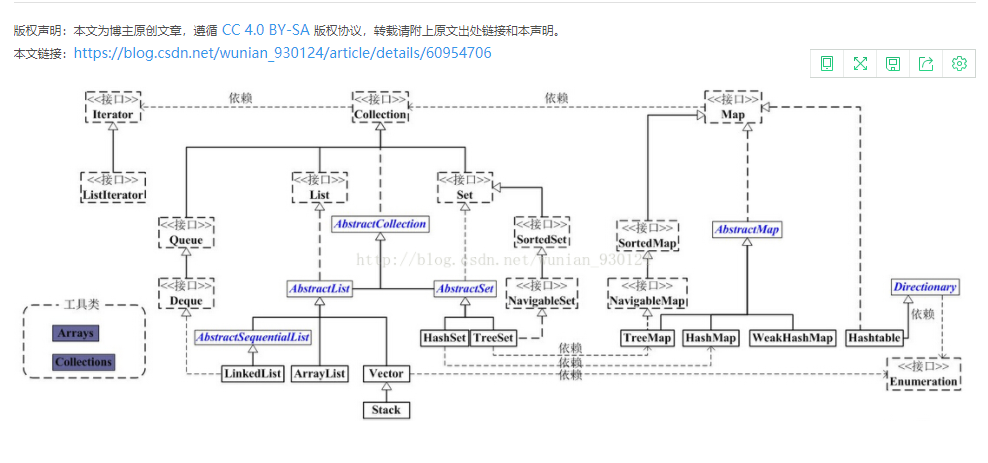 版权声明：本文为博主原创文章，遵循 CC 4.0 BY-SA 版权协议，转载请附上原文出处链接和本声明。
本文链接：https://blog.csdn.net/wunian_930124/article/details/60954706
<<接口>>
Iterator
依赖
<<接口>>
Collection
依赖
<<接口>>
Map
<<接口>>
ListIterator
<<接口>>
List
<<接口>>
Set
<<接口>>
Queue
AbstractCollection
<<接口>>
SortedSet
<<接口>>
SortedMap
AbstractMap
http://blog.csdn.net/wunian_93012
<<接口>>
Deque
AbstractList
AbstractSet
<<接口>>
NavigableSet
<<接口>>
NavigableMap
Directionary
依赖
工具类
Arrays
Collections
AbstractSequentialList
HashSet
TreeSet
TreeMap
HashMap
WeakHashMap
Hashtable
依赖
依赖
依赖
LinkedList
ArrayList
Vector
Stack
<<接口>>
Enumeration